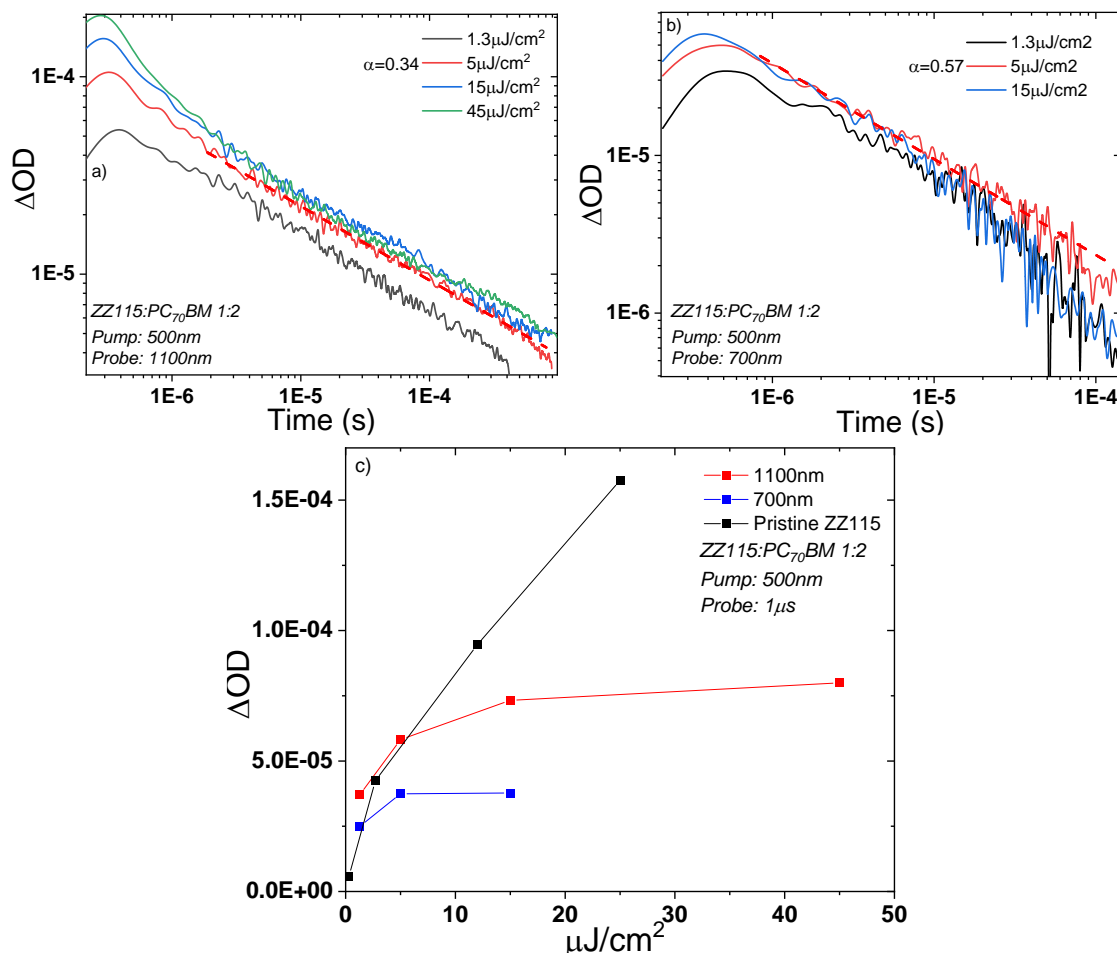 1E-4
1E-5
ΔOD
a)
α=0.34
1.3μJ/cm²
5μJ/cm²
15μJ/cm²
45μJ/cm²
ZZ115:PC₇₀BM 1:2
Pump: 500nm
Probe: 1100nm
1E-6 1E-5 1E-4
Time (s)
b)
1E-5
1E-6
ΔOD
α=0.57
1.3μJ/cm2
5μJ/cm2
15μJ/cm2
ZZ115:PC₇₀BM 1:2
Pump: 500nm
Probe: 700nm
1E-6 1E-5 1E-4
Time (s)
c)
1.5E-04
1.0E-04
5.0E-05
0.0E+00
ΔOD
1100nm
700nm
Pristine ZZ115
ZZ115:PC₇₀BM 1:2
Pump: 500nm
Probe: 1μs
0 10 20 30 40 50
μJ/cm²